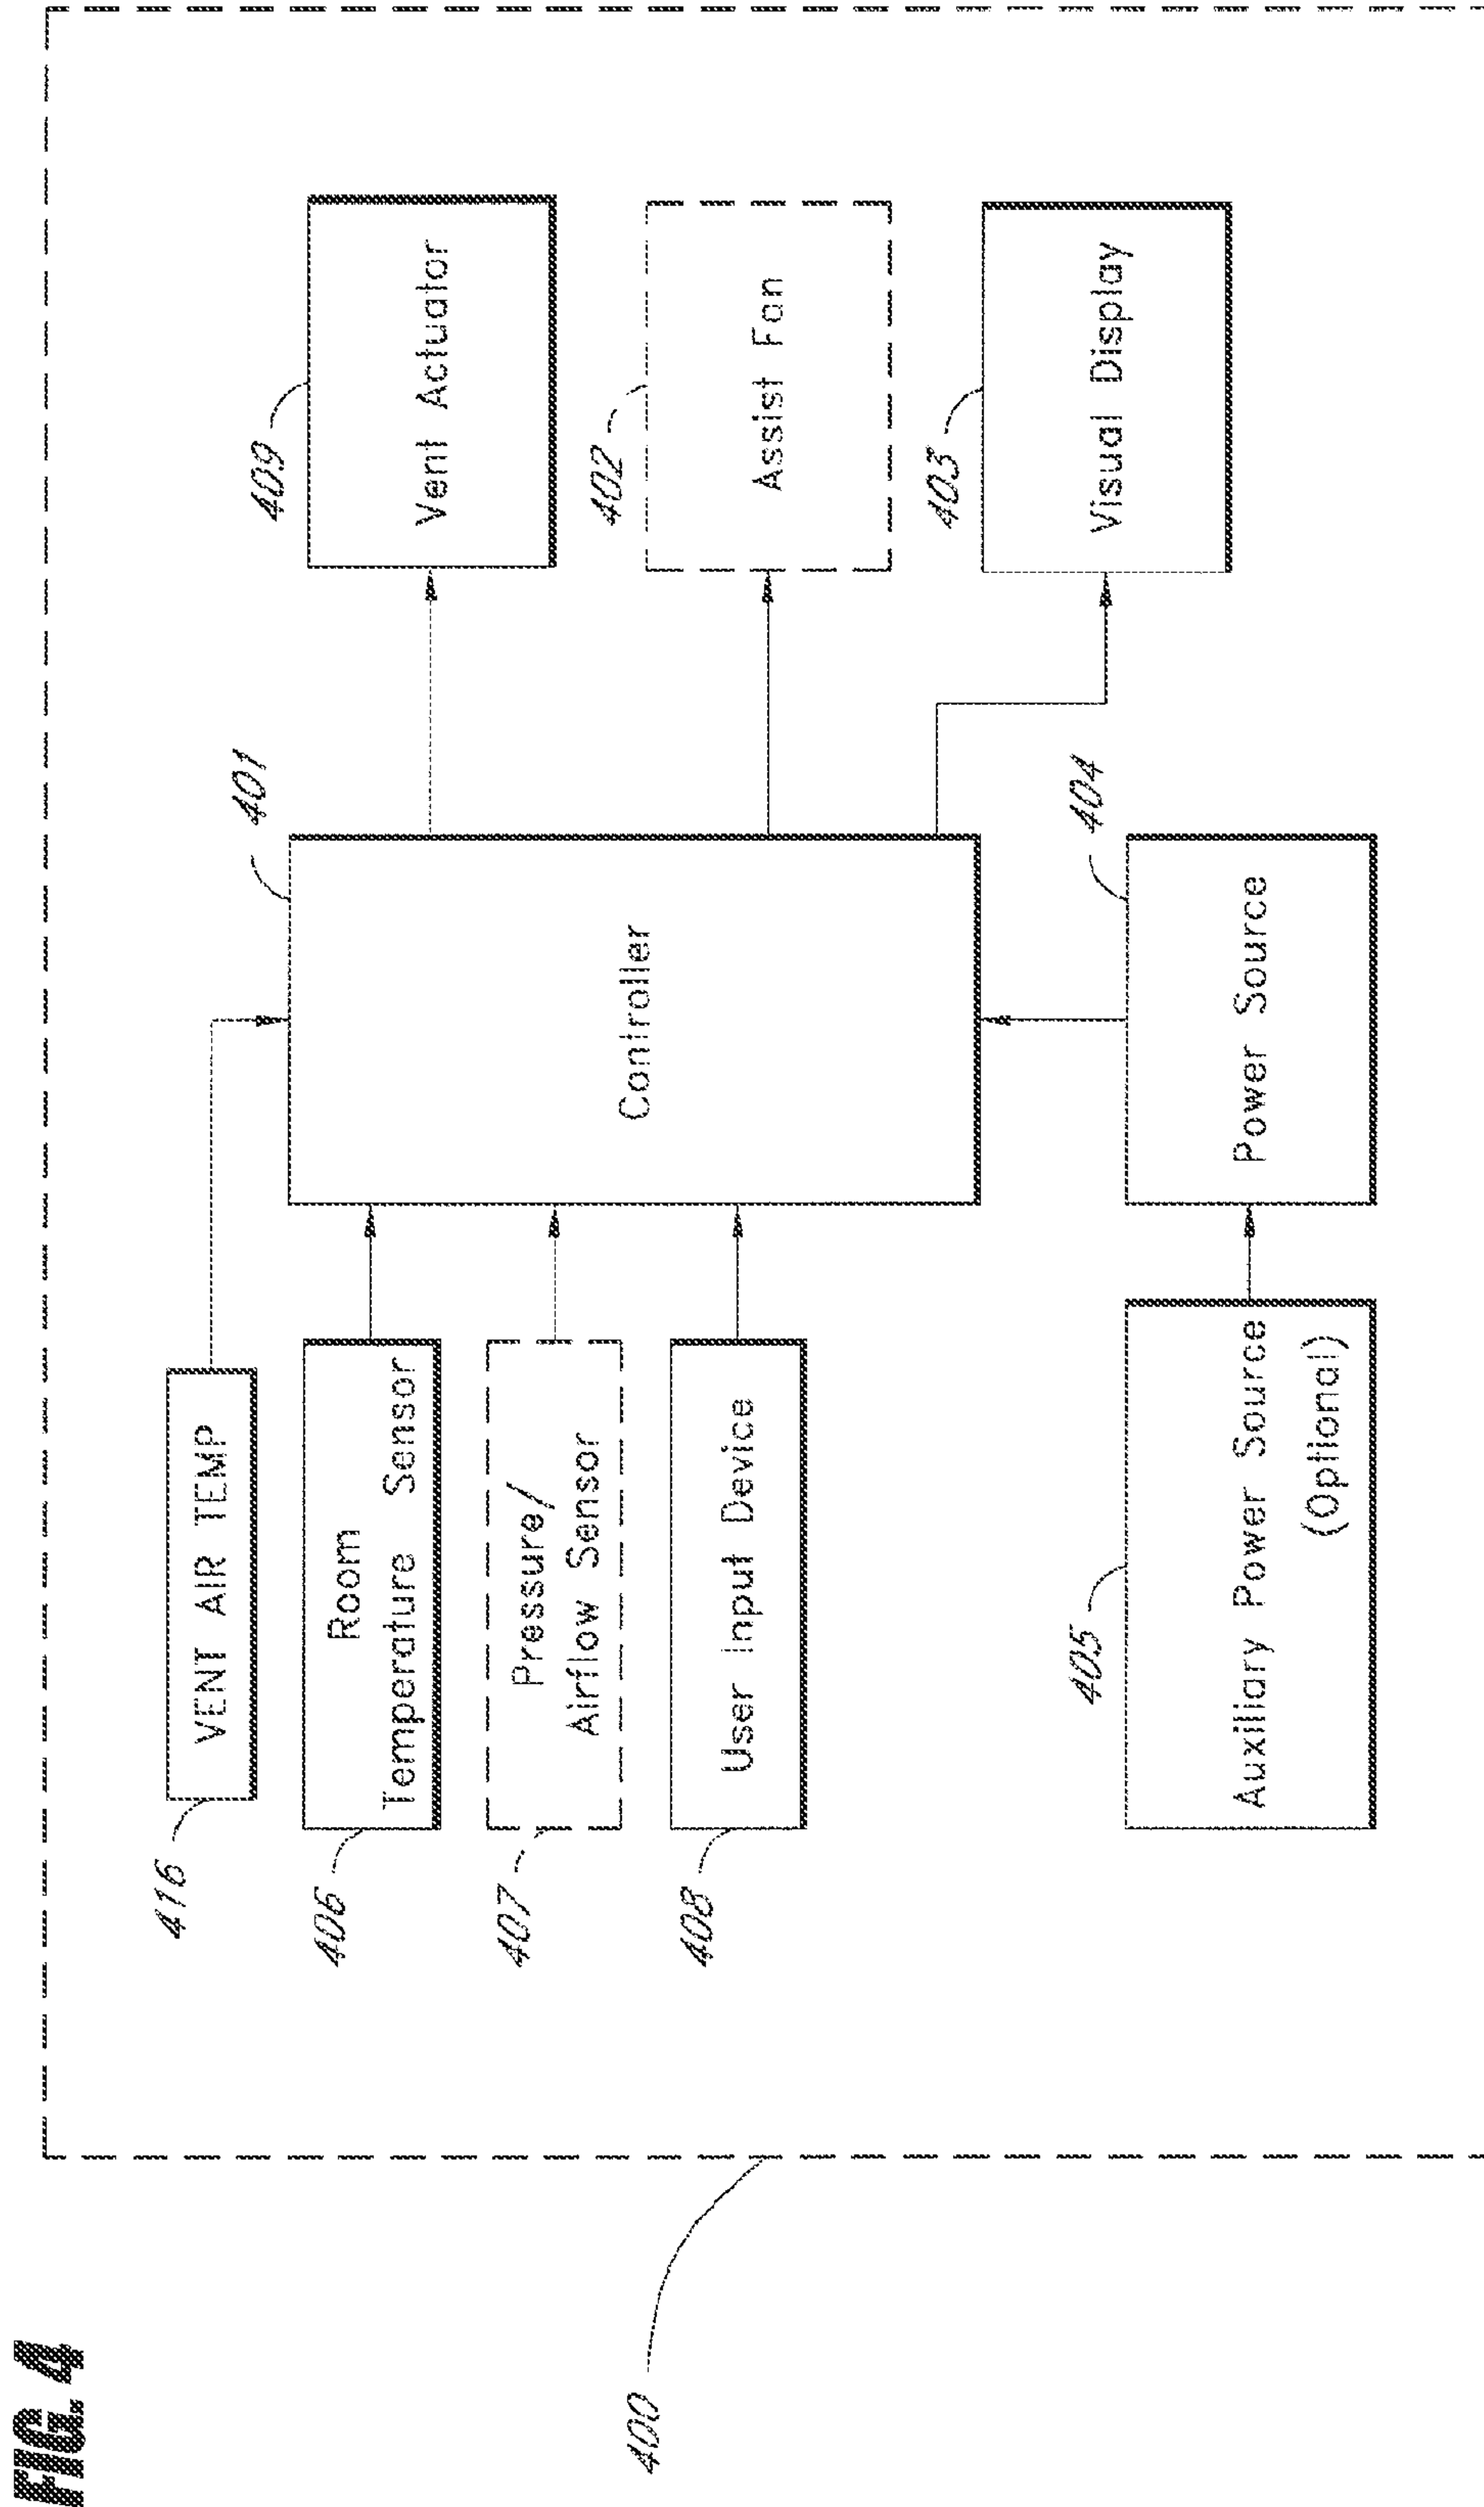 FIG. 4
400
416
VENT AIR TEMP
406
Room
Temperature Sensor
407
Pressure/
Airflow Sensor
408
User Input Device
401
Controller
409
Vent Actuator
402
Assist Fan
403
Visual Display
405
Auxiliary Power Source
(Optional)
404
Power Source